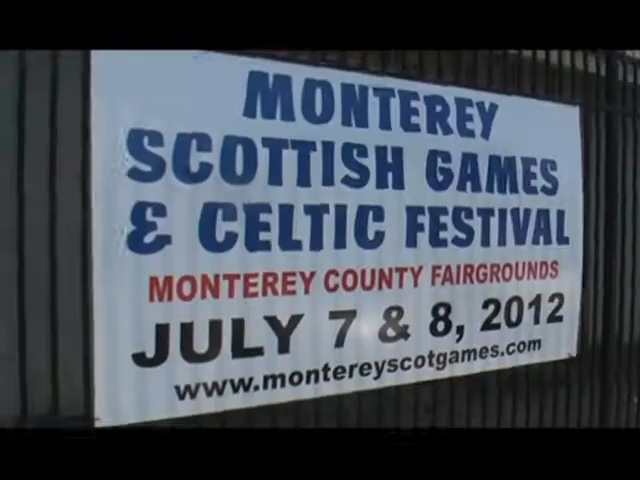 MONTEREY
SCOTTISH GAMES
& CELTIC FESTIVAL
MONTEREY COUNTY FAIRGROUNDS
JULY 7 & 8, 2012
www.montereyscotgames.com